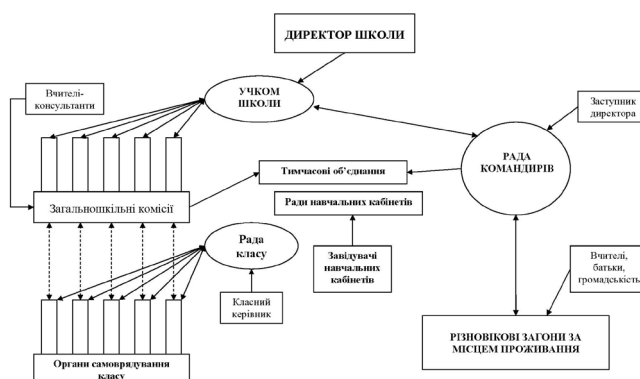 ДИРЕКТОР ШКОЛИ
Вчителі-
консультанти
УЧКОМ
ШКОЛИ
Заступник
директора
РАДА
КОМАНДИРІВ
Тимчасові об’єднання
Загальношкільні комісії
Ради навчальних кабінетів
Рада
класу
Завідувачі
навчальних
кабінетів
Вчителі,
батьки,
громадськість
Класний
керівник
РІЗНОВІКОВІ ЗАГОНИ ЗА
МІСЦЕМ ПРОЖИВАННЯ
Органи самоврядування
класу